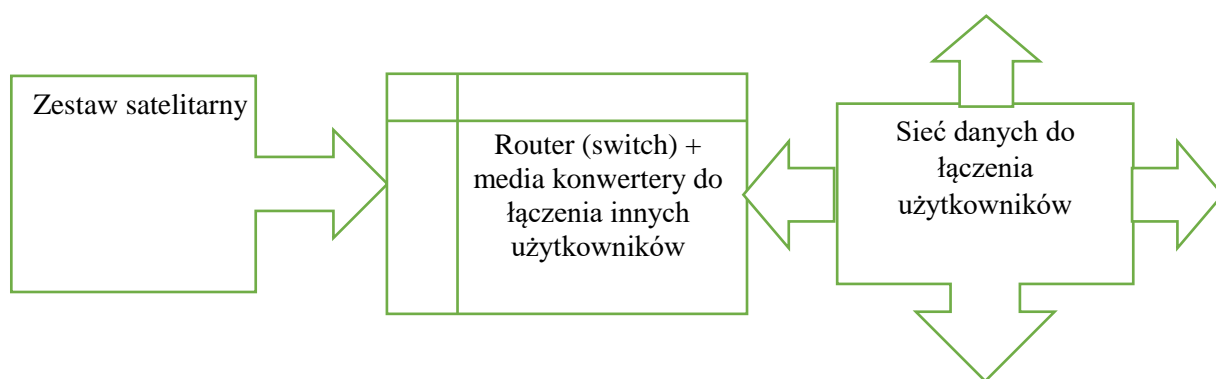 Zestaw satelitarny
Router (switch) +
media konwertery do
łączenia innych
użytkowników
Sieć danych do
łączenia
użytkowników